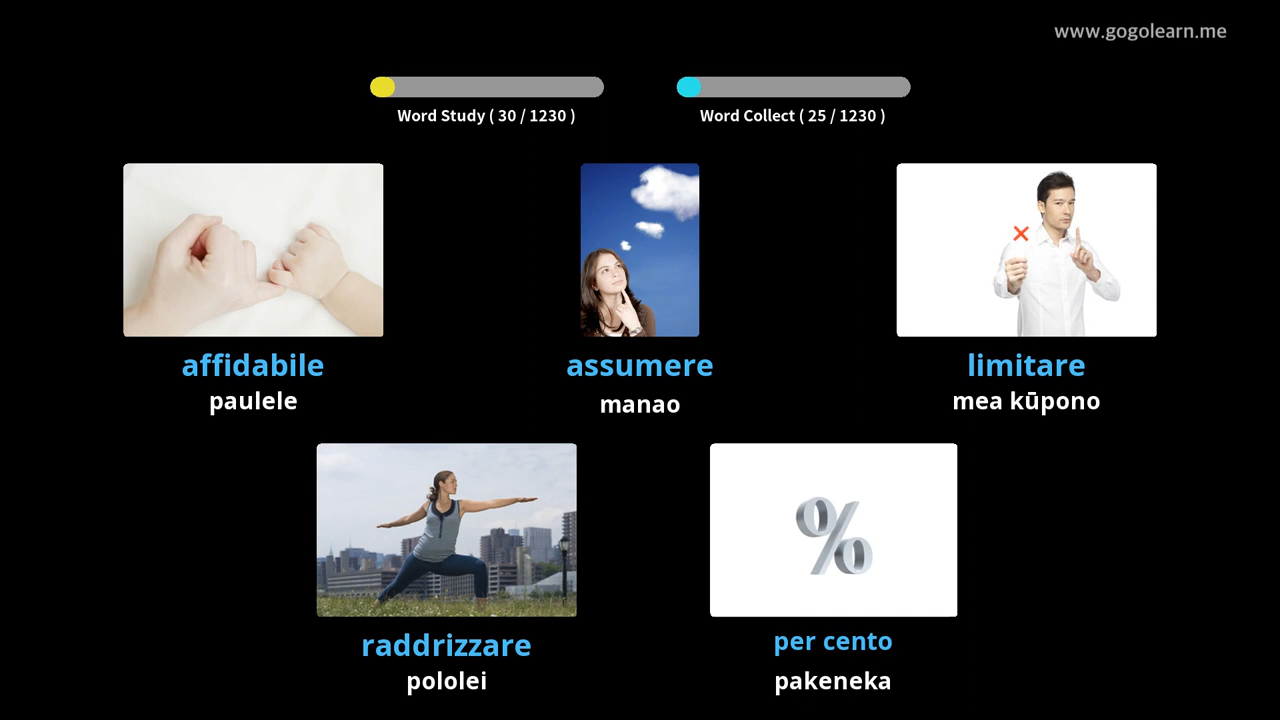 www.gogolearn.me
Word Study ( 30 / 1230 )
Word Collect ( 25 / 1230 )
affidabile
paulele
assumere
manao
limitare
mea kūpono
raddrizzare
pololei
per cento
pakeneka
%